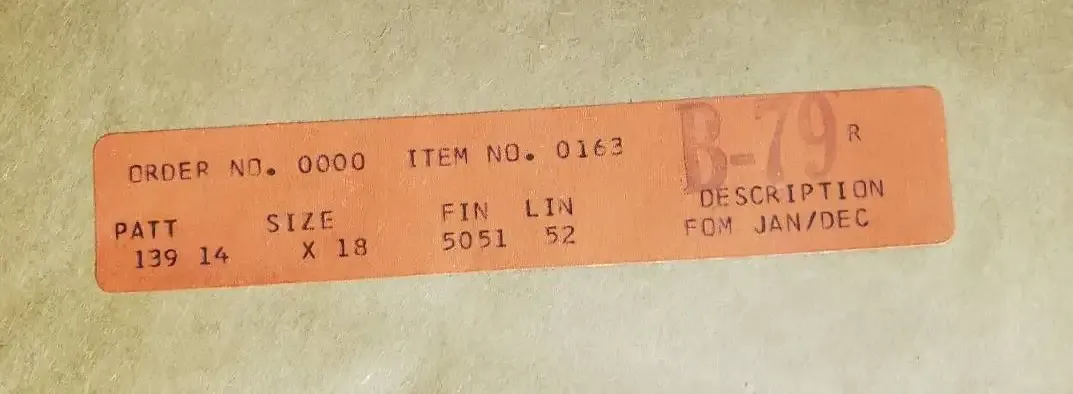 B-79 R
ORDER NO. 0000 ITEM NO. 0163
PATT SIZE FIN LIN DESCRIPTION
139 14 X 18 5051 52 FOM JAN/DEC